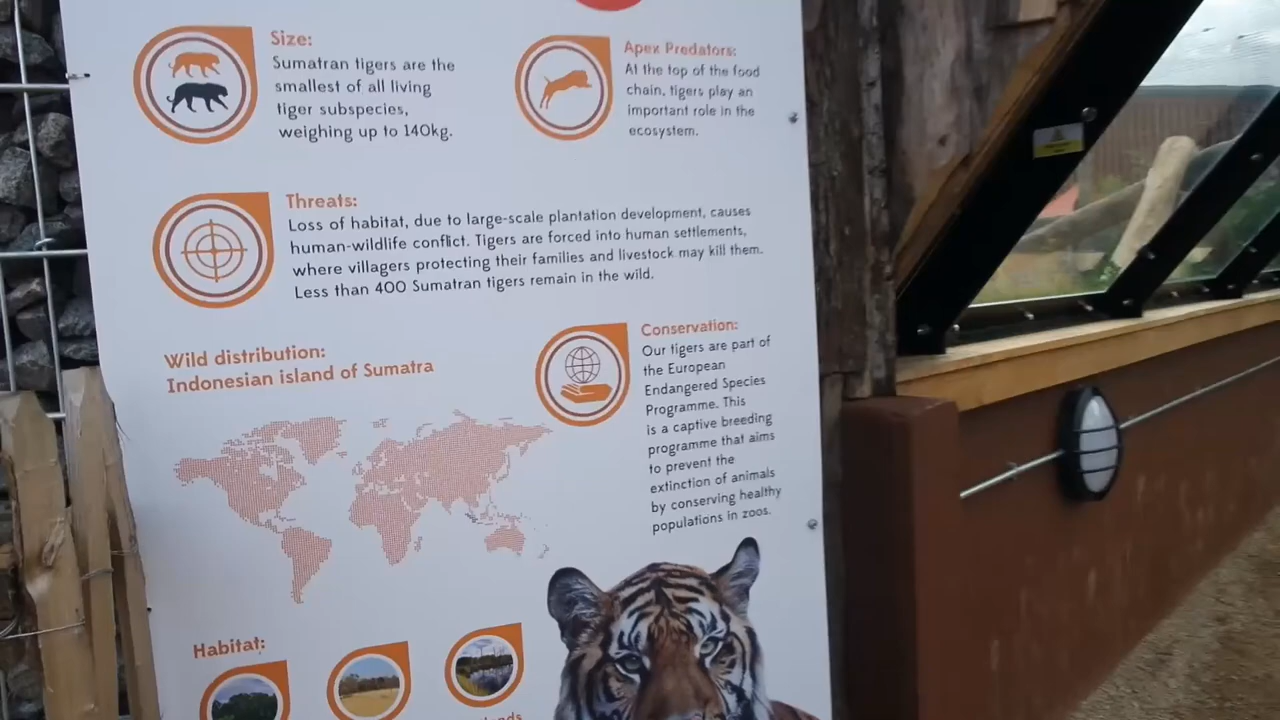 Size:
Sumatran tigers are the
smallest of all living
tiger subspecies,
weighing up to 140kg.
Apex Predators:
At the top of the food
chain, tigers play an
important role in the
ecosystem.
Threats:
Loss of habitat, due to large-scale plantation development, causes
human-wildlife conflict. Tigers are forced into human settlements,
where villagers protecting their families and livestock may kill them.
Less than 400 Sumatran tigers remain in the wild.
Wild distribution:
Indonesian island of Sumatra
Conservation:
Our tigers are part of
the European
Endangered Species
Programme. This
is a captive breeding
programme that aims
to prevent the
extinction of animals
by conserving healthy
populations in zoos.
Habitat: